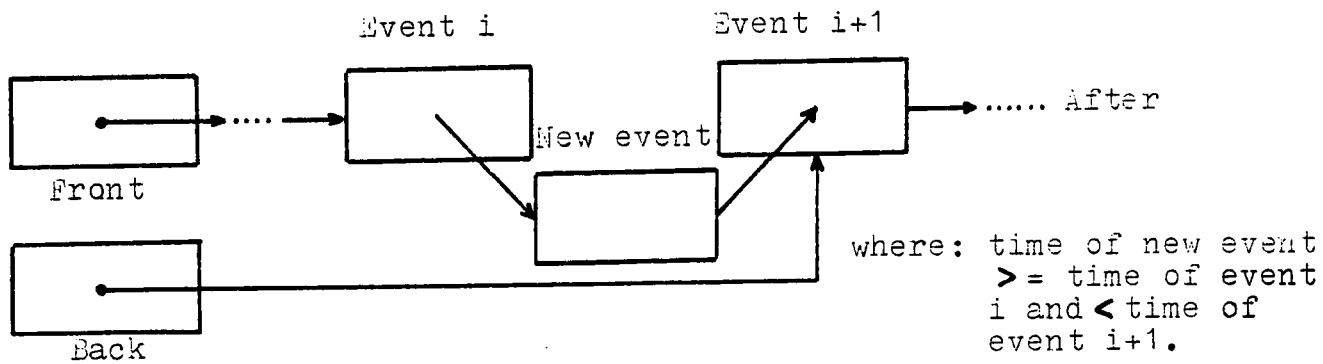 Event i
Event i+1
...... After
New event
Front
where: time of new event
>= time of event
i and < time of
event i+1.
Back